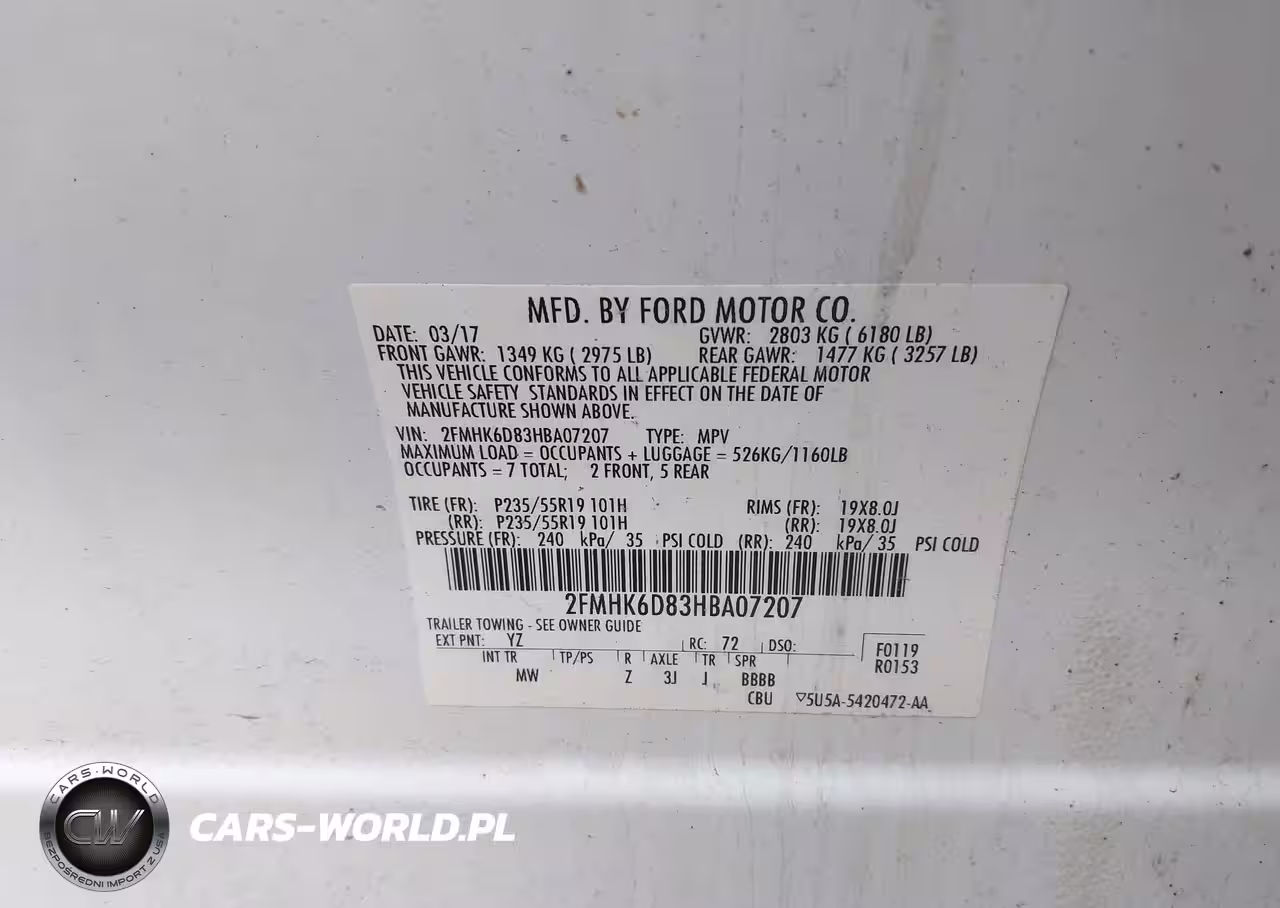 MFD. BY FORD MOTOR CO.
DATE: 03/17 GVWR: 2803 KG ( 6180 LB)
FRONT GAWR: 1349 KG ( 2975 LB) REAR GAWR: 1477 KG ( 3257 LB)
THIS VEHICLE CONFORMS TO ALL APPLICABLE FEDERAL MOTOR
VEHICLE SAFETY STANDARDS IN EFFECT ON THE DATE OF
MANUFACTURE SHOWN ABOVE.
VIN: 2FMHK6D83HBA07207 TYPE: MPV
MAXIMUM LOAD = OCCUPANTS + LUGGAGE = 526KG/1160LB
OCCUPANTS = 7 TOTAL; 2 FRONT, 5 REAR
TIRE (FR): P235/55R19 101H RIMS (FR): 19X8.0J
(RR): P235/55R19 101H (RR): 19X8.0J
PRESSURE (FR): 240 kPa/ 35 PSI COLD (RR): 240 kPa/ 35 PSI COLD
2FMHK6D83HBA07207
TRAILER TOWING - SEE OWNER GUIDE
EXT PNT: YZ RC: 72 DSO:
F0119
R0153
INT TR TP/PS R AXLE TR SPR
MW Z 3J J BBBB
CBU 5U5A-5420472-AA
CARS-WORLD
CW
BEZPOŚREDNI IMPORT Z USA
CARS-WORLD.PL